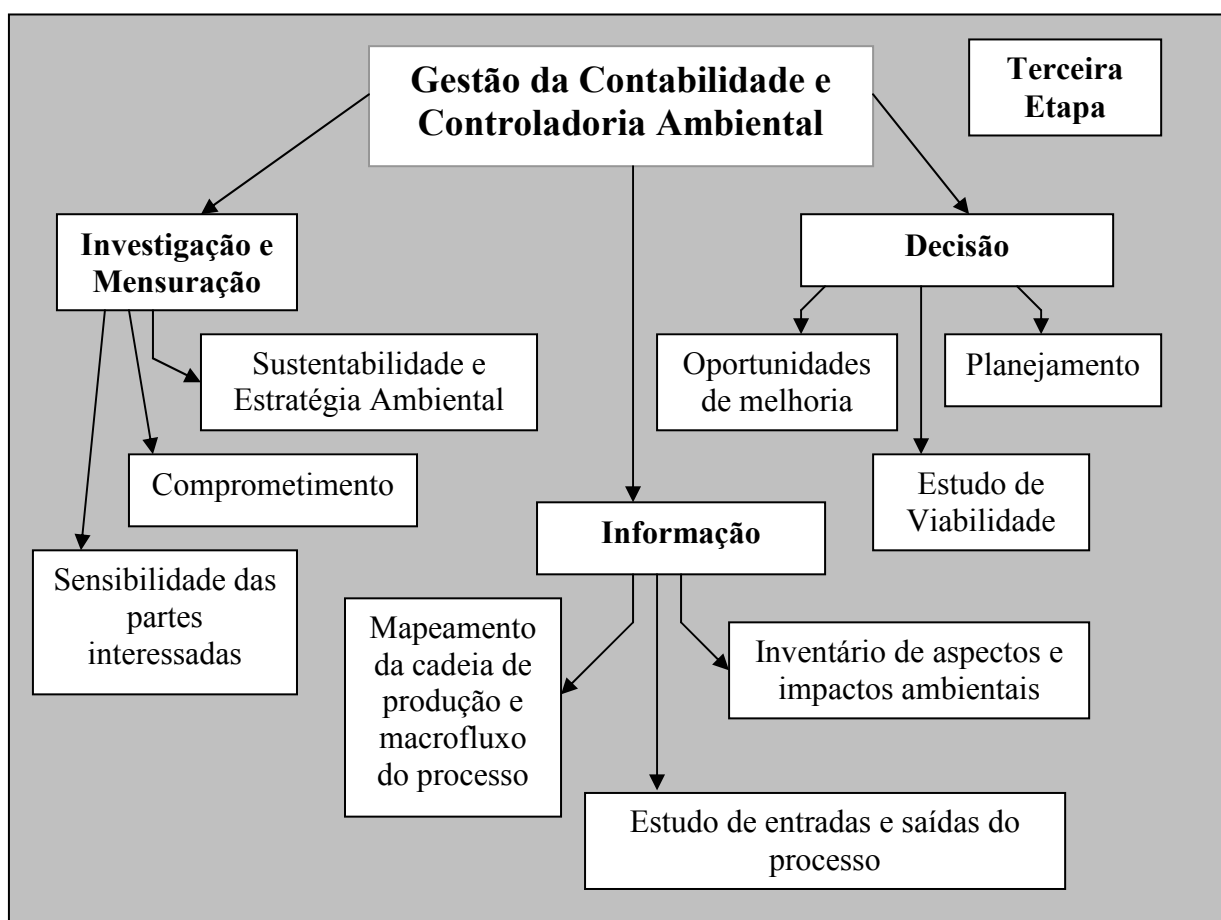 Gestão da Contabilidade e
Controladoria Ambiental
Terceira
Etapa
Investigação e
Mensuração
Decisão
Sustentabilidade e
Estratégia Ambiental
Oportunidades
de melhoria
Planejamento
Comprometimento
Estudo de
Viabilidade
Informação
Sensibilidade das
partes
interessadas
Mapeamento
da cadeia de
produção e
macrofluxo
do processo
Inventário de aspectos e
impactos ambientais
Estudo de entradas e saídas do
processo